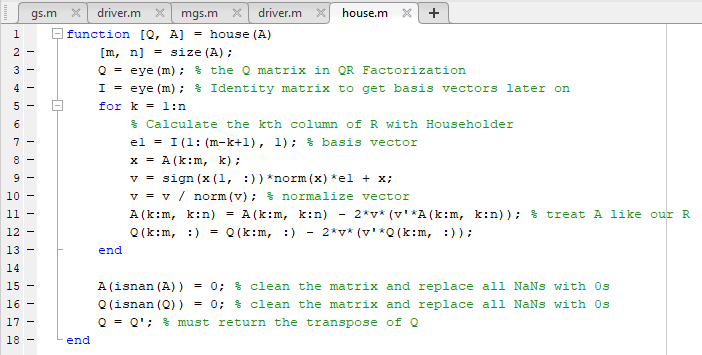 gs.m driver.m mgs.m driver.m house.m +
1 function [Q, A] = house(A)
2 [m, n] = size(A);
3 Q = eye(m); % the Q matrix in QR Factorization
4 I = eye(m); % Identity matrix to get basis vectors later on
5 for k = 1:n
6 % Calculate the kth column of R with Householder
7 e1 = I(1:(m-k+1), 1); % basis vector
8 x = A(k:m, k);
9 v = sign(x(1, :))*norm(x)*e1 + x;
10 v = v / norm(v); % normalize vector
11 A(k:m, k:n) = A(k:m, k:n) - 2*v*(v'*A(k:m, k:n)); % treat A like our R
12 Q(k:m, :) = Q(k:m, :) - 2*v*(v'*Q(k:m, :));
13 end
14
15 A(isnan(A)) = 0; % clean the matrix and replace all NaNs with 0s
16 Q(isnan(Q)) = 0; % clean the matrix and replace all NaNs with 0s
17 Q = Q'; % must return the transpose of Q
18 end